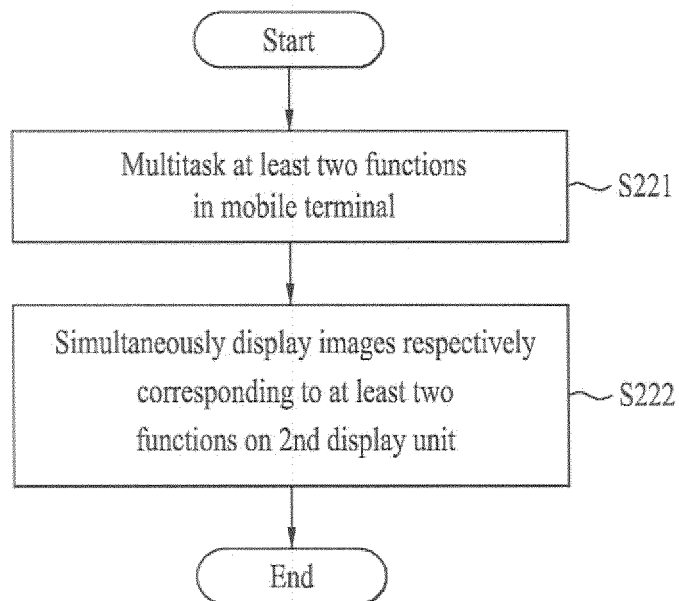 Start
Multitask at least two functions
in mobile terminal
S221
Simultaneously display images respectively
corresponding to at least two
functions on 2nd display unit
S222
End